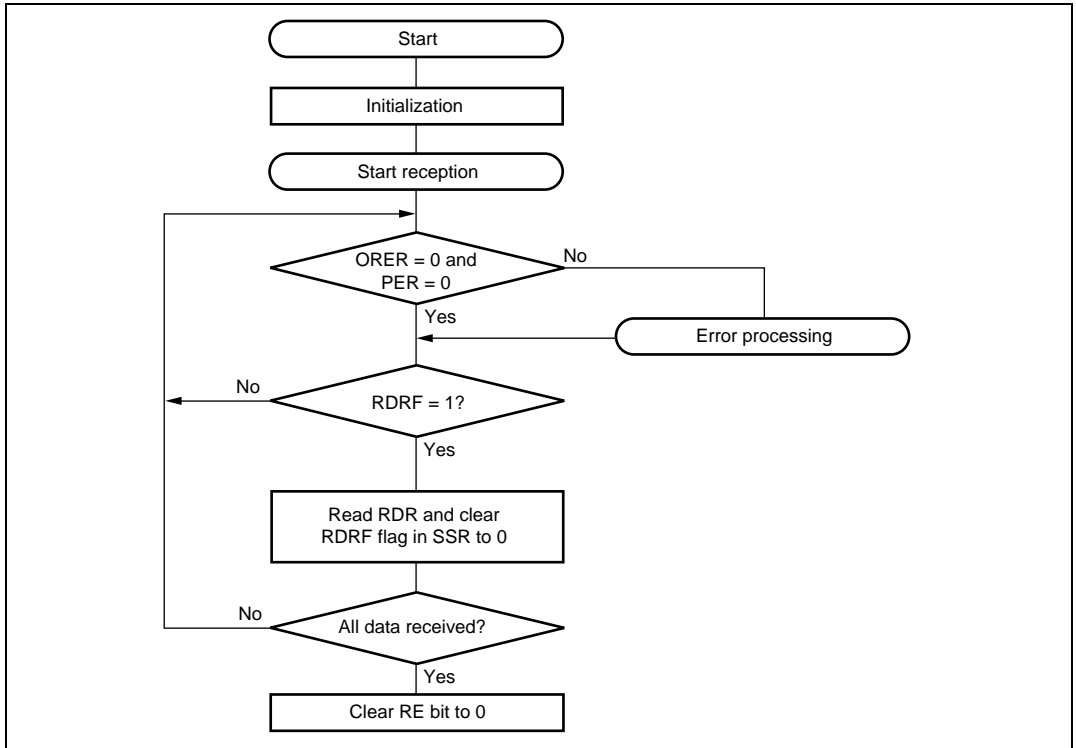 Start
Initialization
Start reception
ORER = 0 and
PER = 0
No
Yes
Error processing
No
RDRF = 1?
Yes
Read RDR and clear
RDRF flag in SSR to 0
No
All data received?
Yes
Clear RE bit to 0